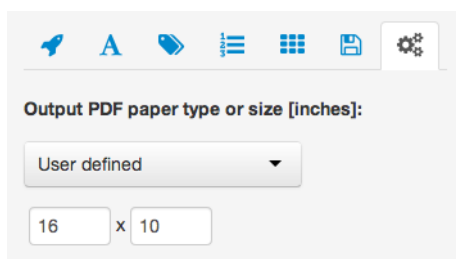 A
Output PDF paper type or size [inches]:
User defined
16 x 10